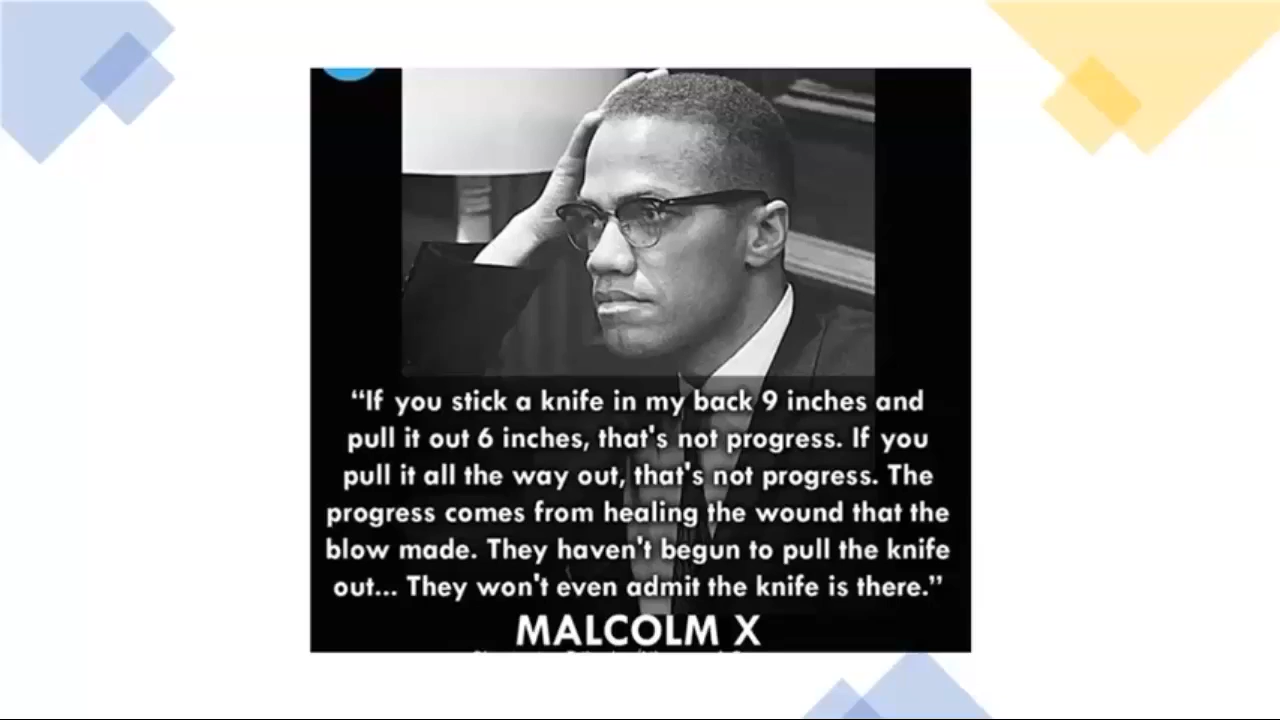 “If you stick a knife in my back 9 inches and
pull it out 6 inches, that's not progress. If you
pull it all the way out, that's not progress. The
progress comes from healing the wound that the
blow made. They haven't begun to pull the knife
out... They won't even admit the knife is there.”
MALCOLM X